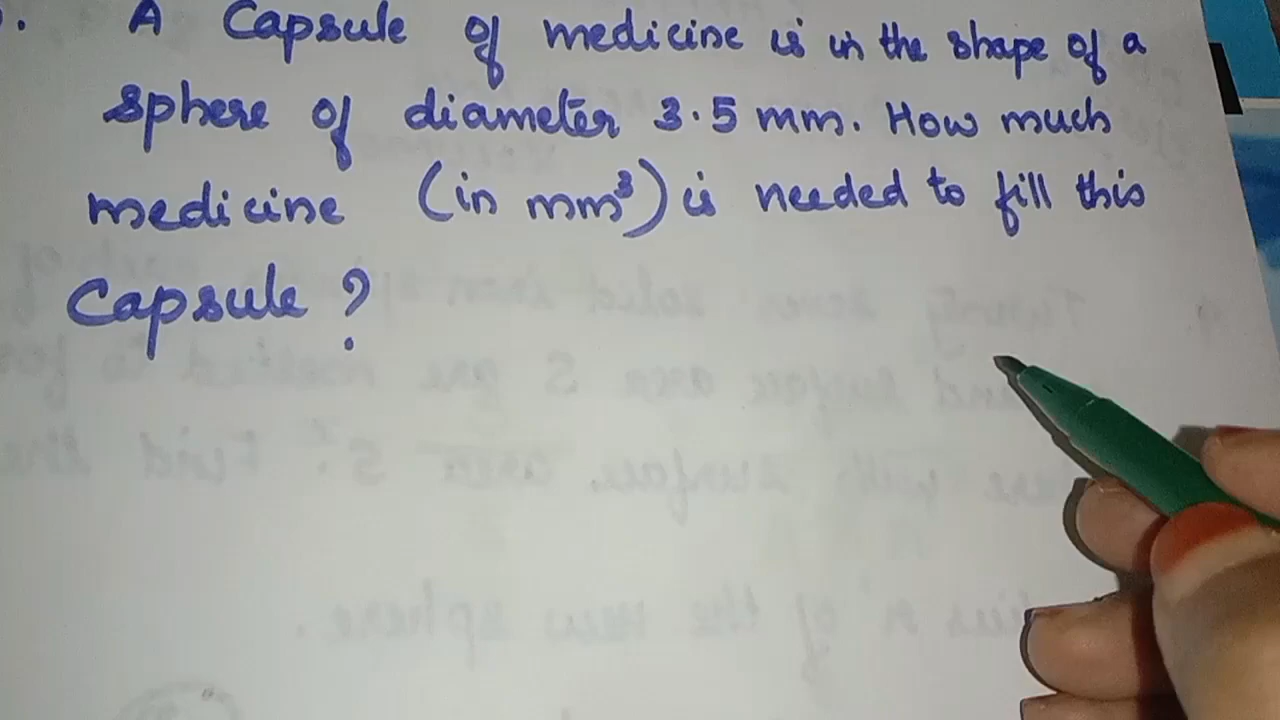 A Capsule of medicine is in the shape of a
sphere of diameter 3.5 mm. How much
medicine (in mm³) is needed to fill this
Capsule ?